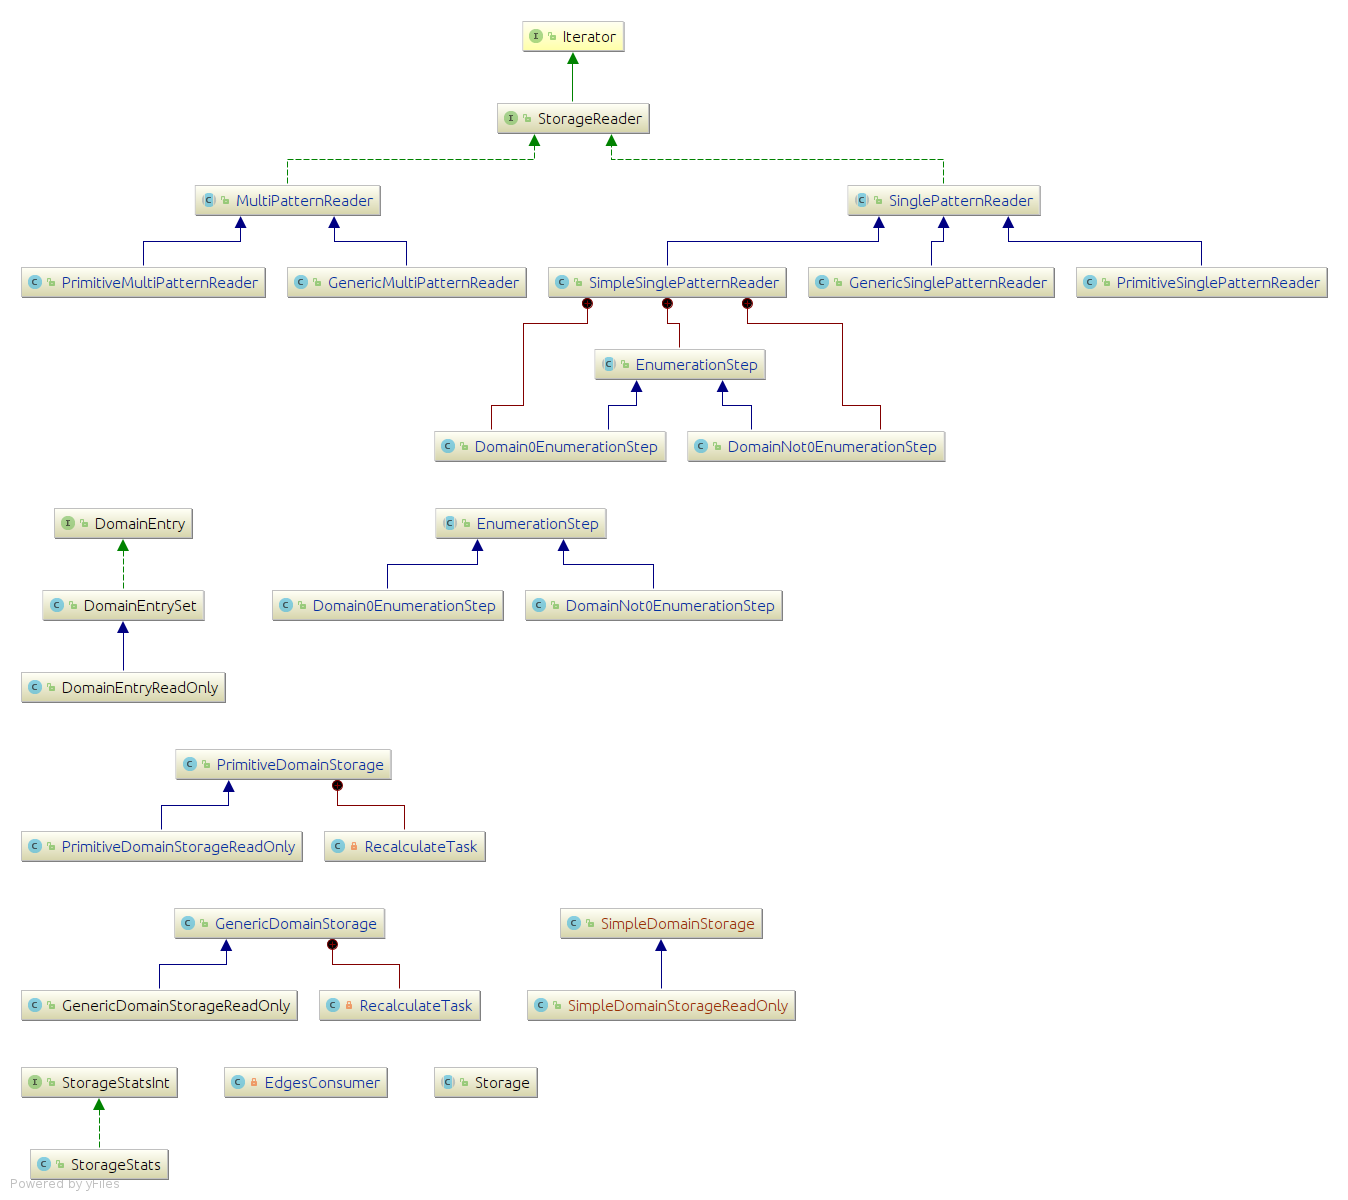 Iterator
StorageReader
MultiPatternReader
SinglePatternReader
PrimitiveMultiPatternReader
GenericMultiPatternReader
SimpleSinglePatternReader
GenericSinglePatternReader
PrimitiveSinglePatternReader
EnumerationStep
Domain0EnumerationStep
DomainNot0EnumerationStep
DomainEntry
EnumerationStep
DomainEntrySet
Domain0EnumerationStep
DomainNot0EnumerationStep
DomainEntryReadOnly
PrimitiveDomainStorage
PrimitiveDomainStorageReadOnly
RecalculateTask
GenericDomainStorage
SimpleDomainStorage
GenericDomainStorageReadOnly
RecalculateTask
SimpleDomainStorageReadOnly
StorageStatsInt
EdgesConsumer
Storage
StorageStats
Powered by yFiles